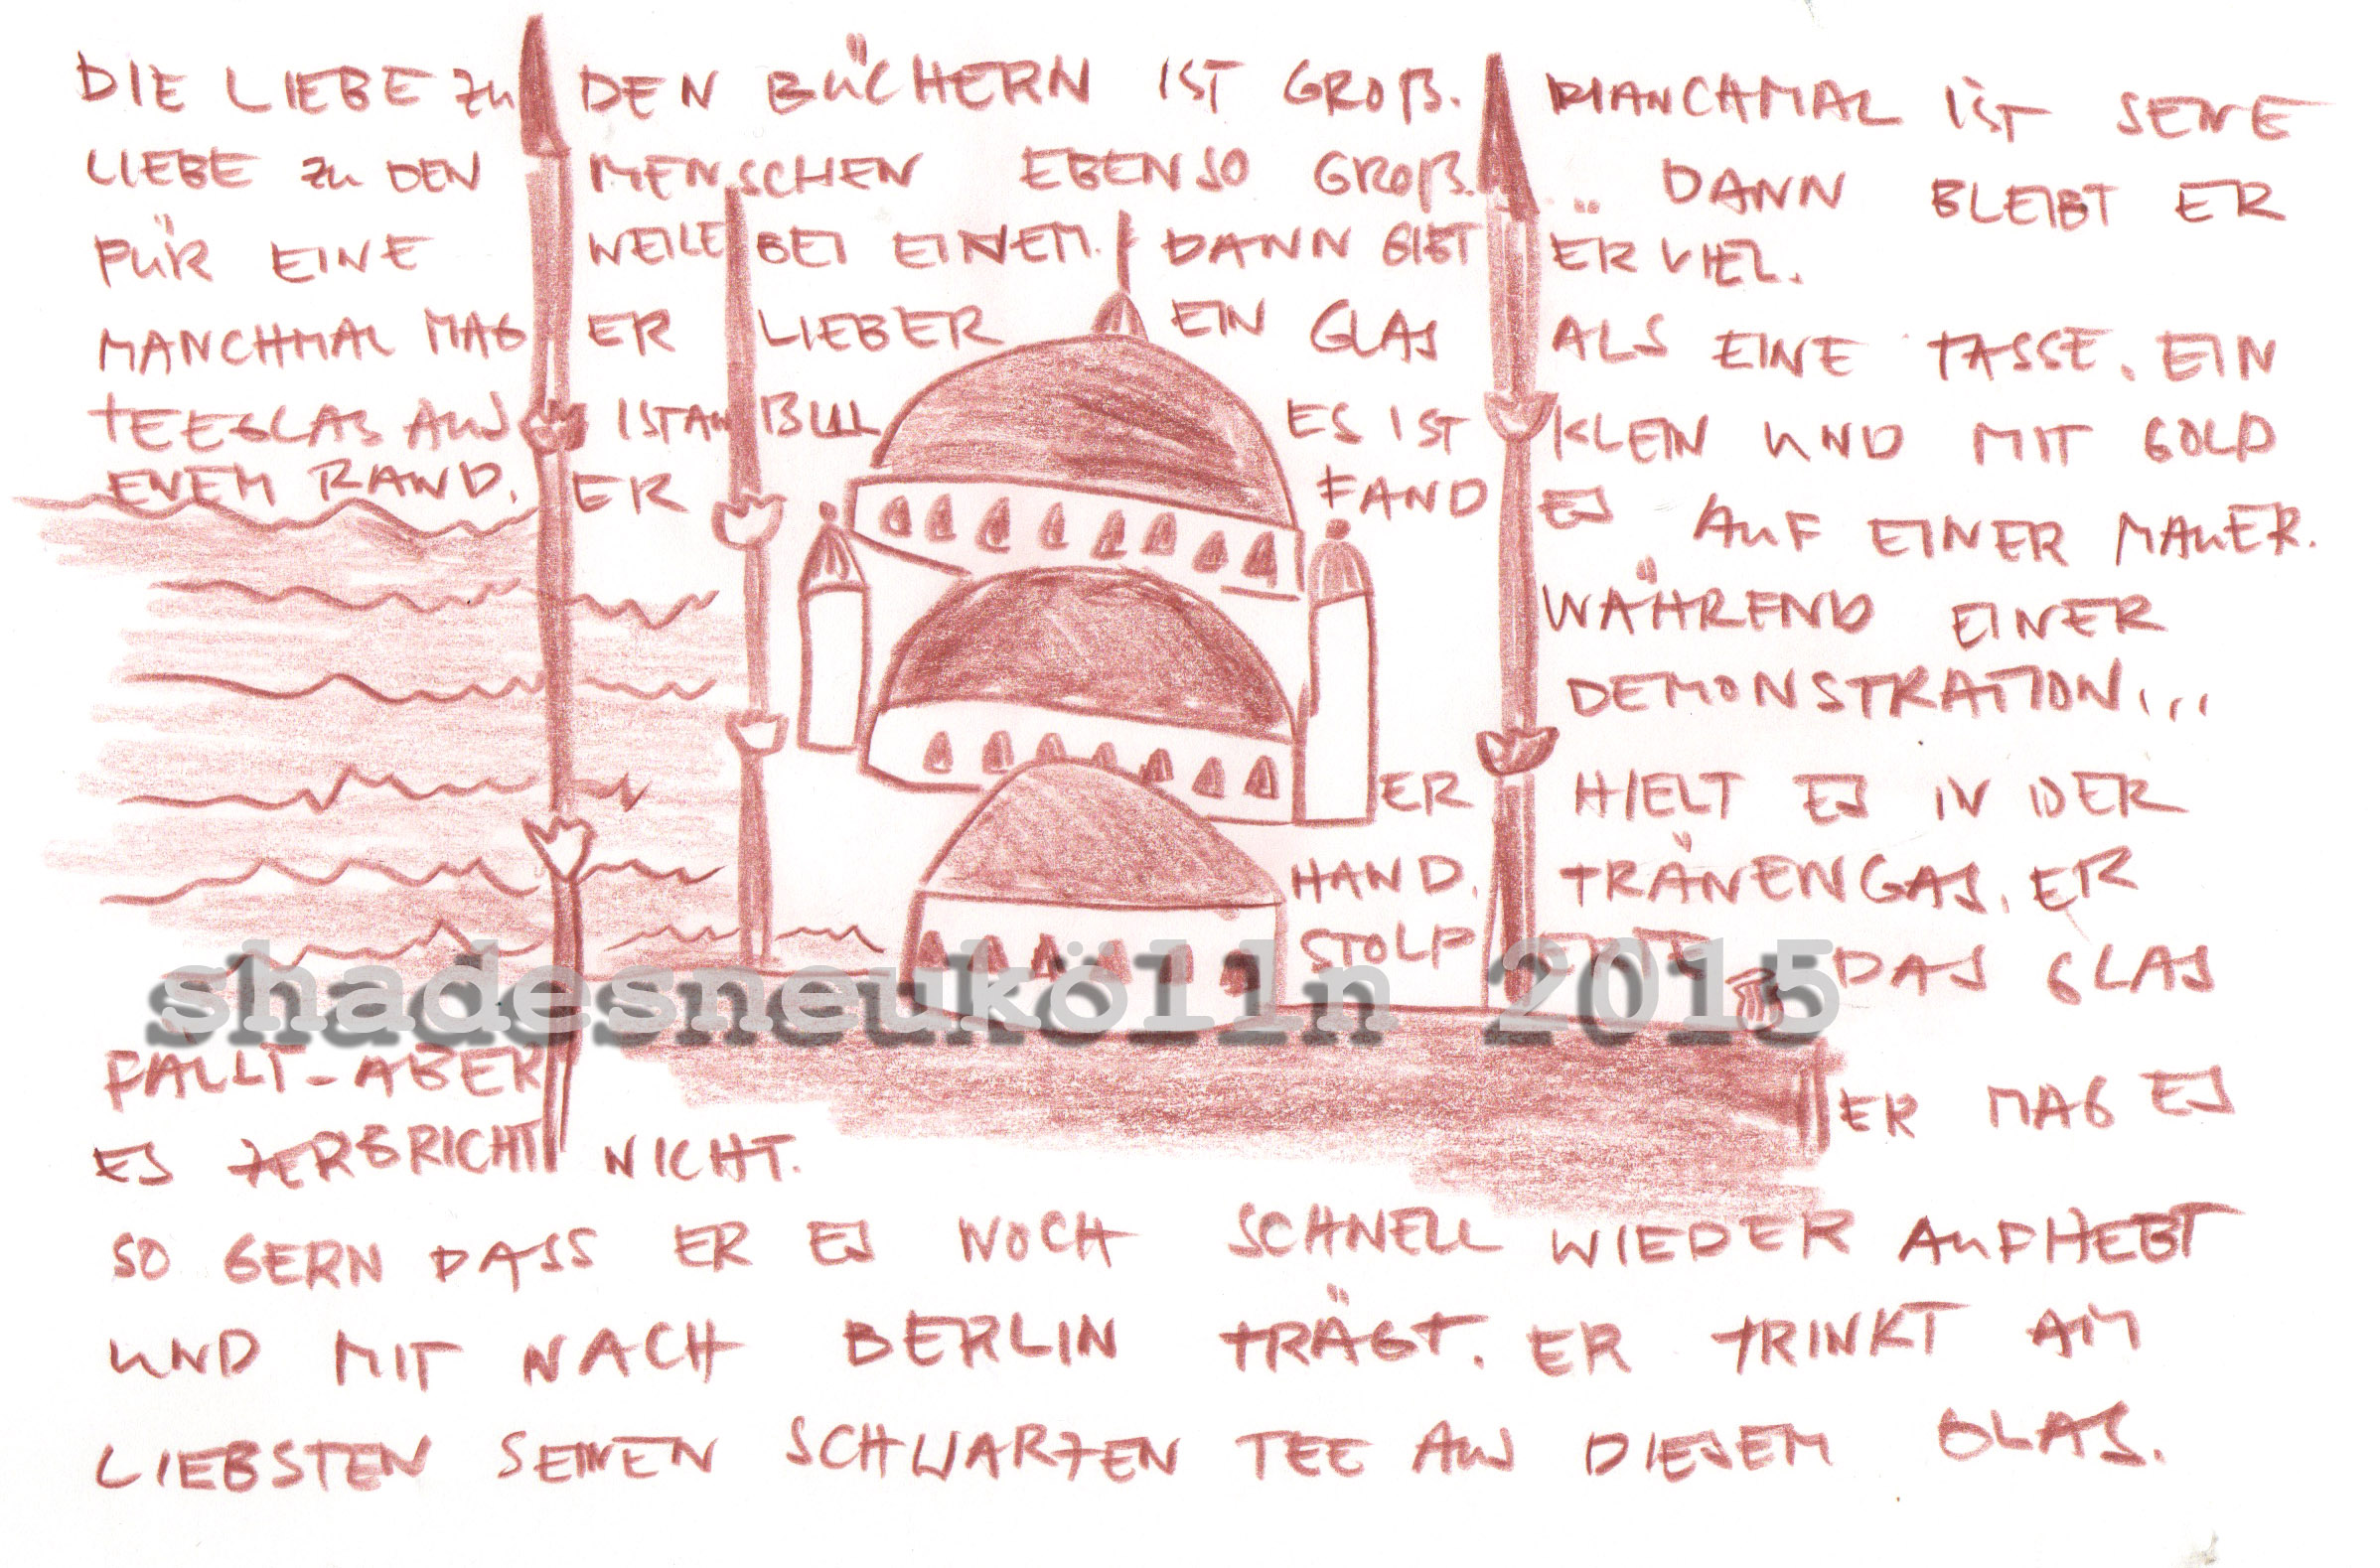 DIE LIEBE ZU DEN BÜCHERN IST GROß. MANCHMAL IST SEINE
LIEBE ZU DEN MENSCHEN EBENSO GROß... DANN BLEIBT ER
FÜR EINE WEILE BEI EINEM. DANN GIBT ER VIEL.
MANCHMAL MAG ER LIEBER EIN GLAS ALS EINE TASSE. EIN
TEEGLAS AUS ISTANBUL ES IST KLEIN UND MIT GOLD
ENEM RAND. ER FAND ES AUF EINER MAUER.
WÄHREND EINER
DEMONSTRATION...
ER HIELT ES IN DER
HAND. TRÄNENGAS. ER
STOLPERTE DAS GLAS
shadesneukölln 2015
FÄLLT - ABER ER MAG ES
ES ZERBRICHT NICHT.
SO GERN DASS ER ES NOCH SCHNELL WIEDER AUFHEBT
UND MIT NACH BERLIN TRÄGT. ER TRINKT AM
LIEBSTEN SEINEN SCHWARZEN TEE AUS DIESEM GLAS.